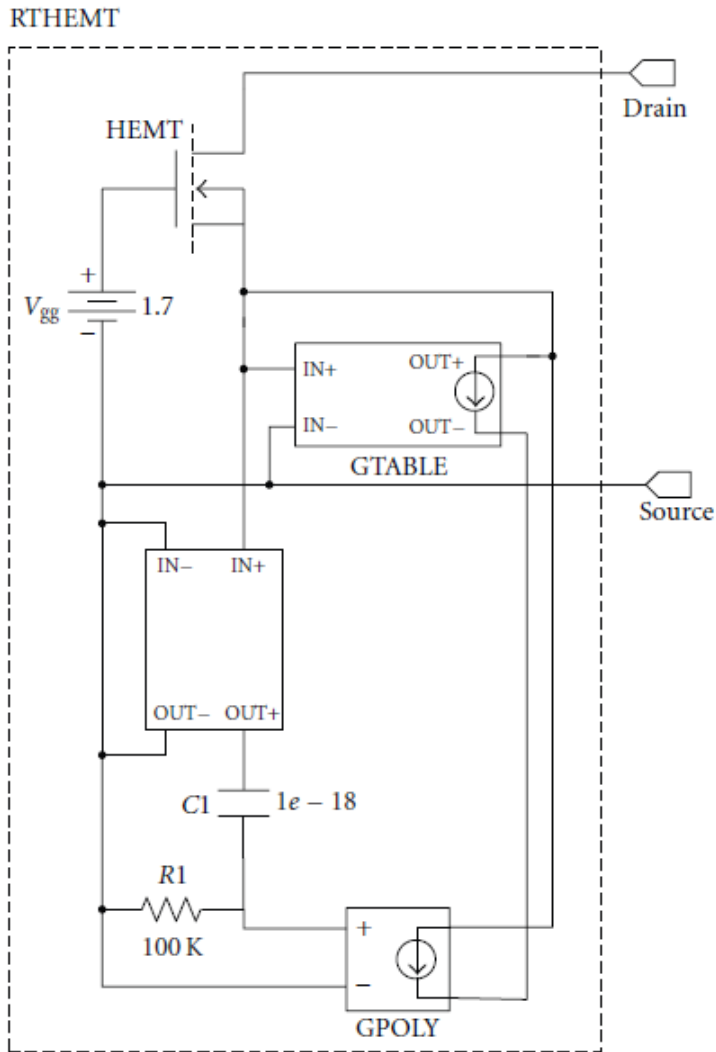 RTHEMT
Drain
HEMT
+
Vgg
1.7
−
IN+
OUT+
IN−
OUT−
GTABLE
Source
IN−
IN+
OUT−
OUT+
C1
1e − 18
R1
100 K
+
−
GPOLY